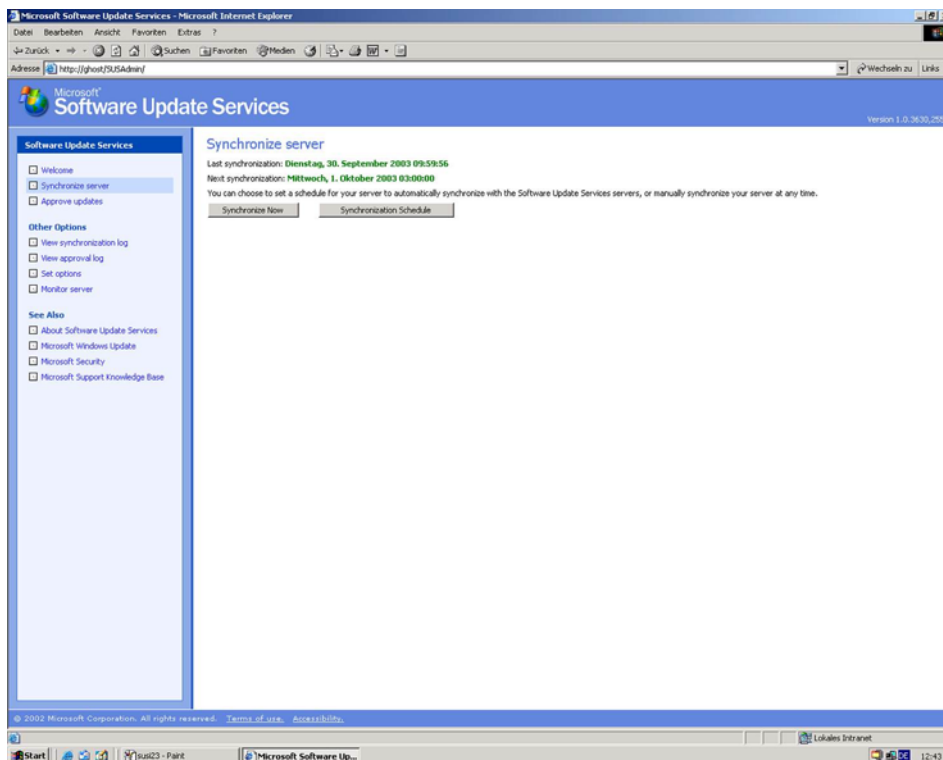 Microsoft Software Update Services - Microsoft Internet Explorer
Datei Bearbeiten Ansicht Favoriten Extras ?
Zurück Suchen Favoriten Medien
Adresse http://ghost/SUSAdmin/ Wechseln zu Links
Microsoft
Software Update Services
Version 1.0.3630,255
Software Update Services
Welcome
Synchronize server
Approve updates
Other Options
View synchronization log
View approval log
Set options
Monitor server
See Also
About Software Update Services
Microsoft Windows Update
Microsoft Security
Microsoft Support Knowledge Base
Synchronize server
Last synchronization: Dienstag, 30. September 2003 09:59:56
Next synchronization: Mittwoch, 1. Oktober 2003 03:00:00
You can choose to set a schedule for your server to automatically synchronize with the Software Update Services servers, or manually synchronize your server at any time.
Synchronize Now Synchronization Schedule
© 2002 Microsoft Corporation. All rights reserved. Terms of use. Accessibility.
Lokales Intranet
Start susi23 - Paint Microsoft Software Up... DE 12:43